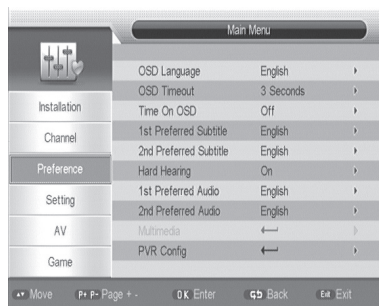 Main Menu
OSD Language English
OSD Timeout 3 Seconds
Time On OSD Off
1st Preferred Subtitle English
2nd Preferred Subtitle English
Hard Hearing On
1st Preferred Audio English
2nd Preferred Audio English
Multimedia
PVR Config
Installation
Channel
Preference
Setting
AV
Game
Move P+ P- Page + - OK Enter Back Exit Exit